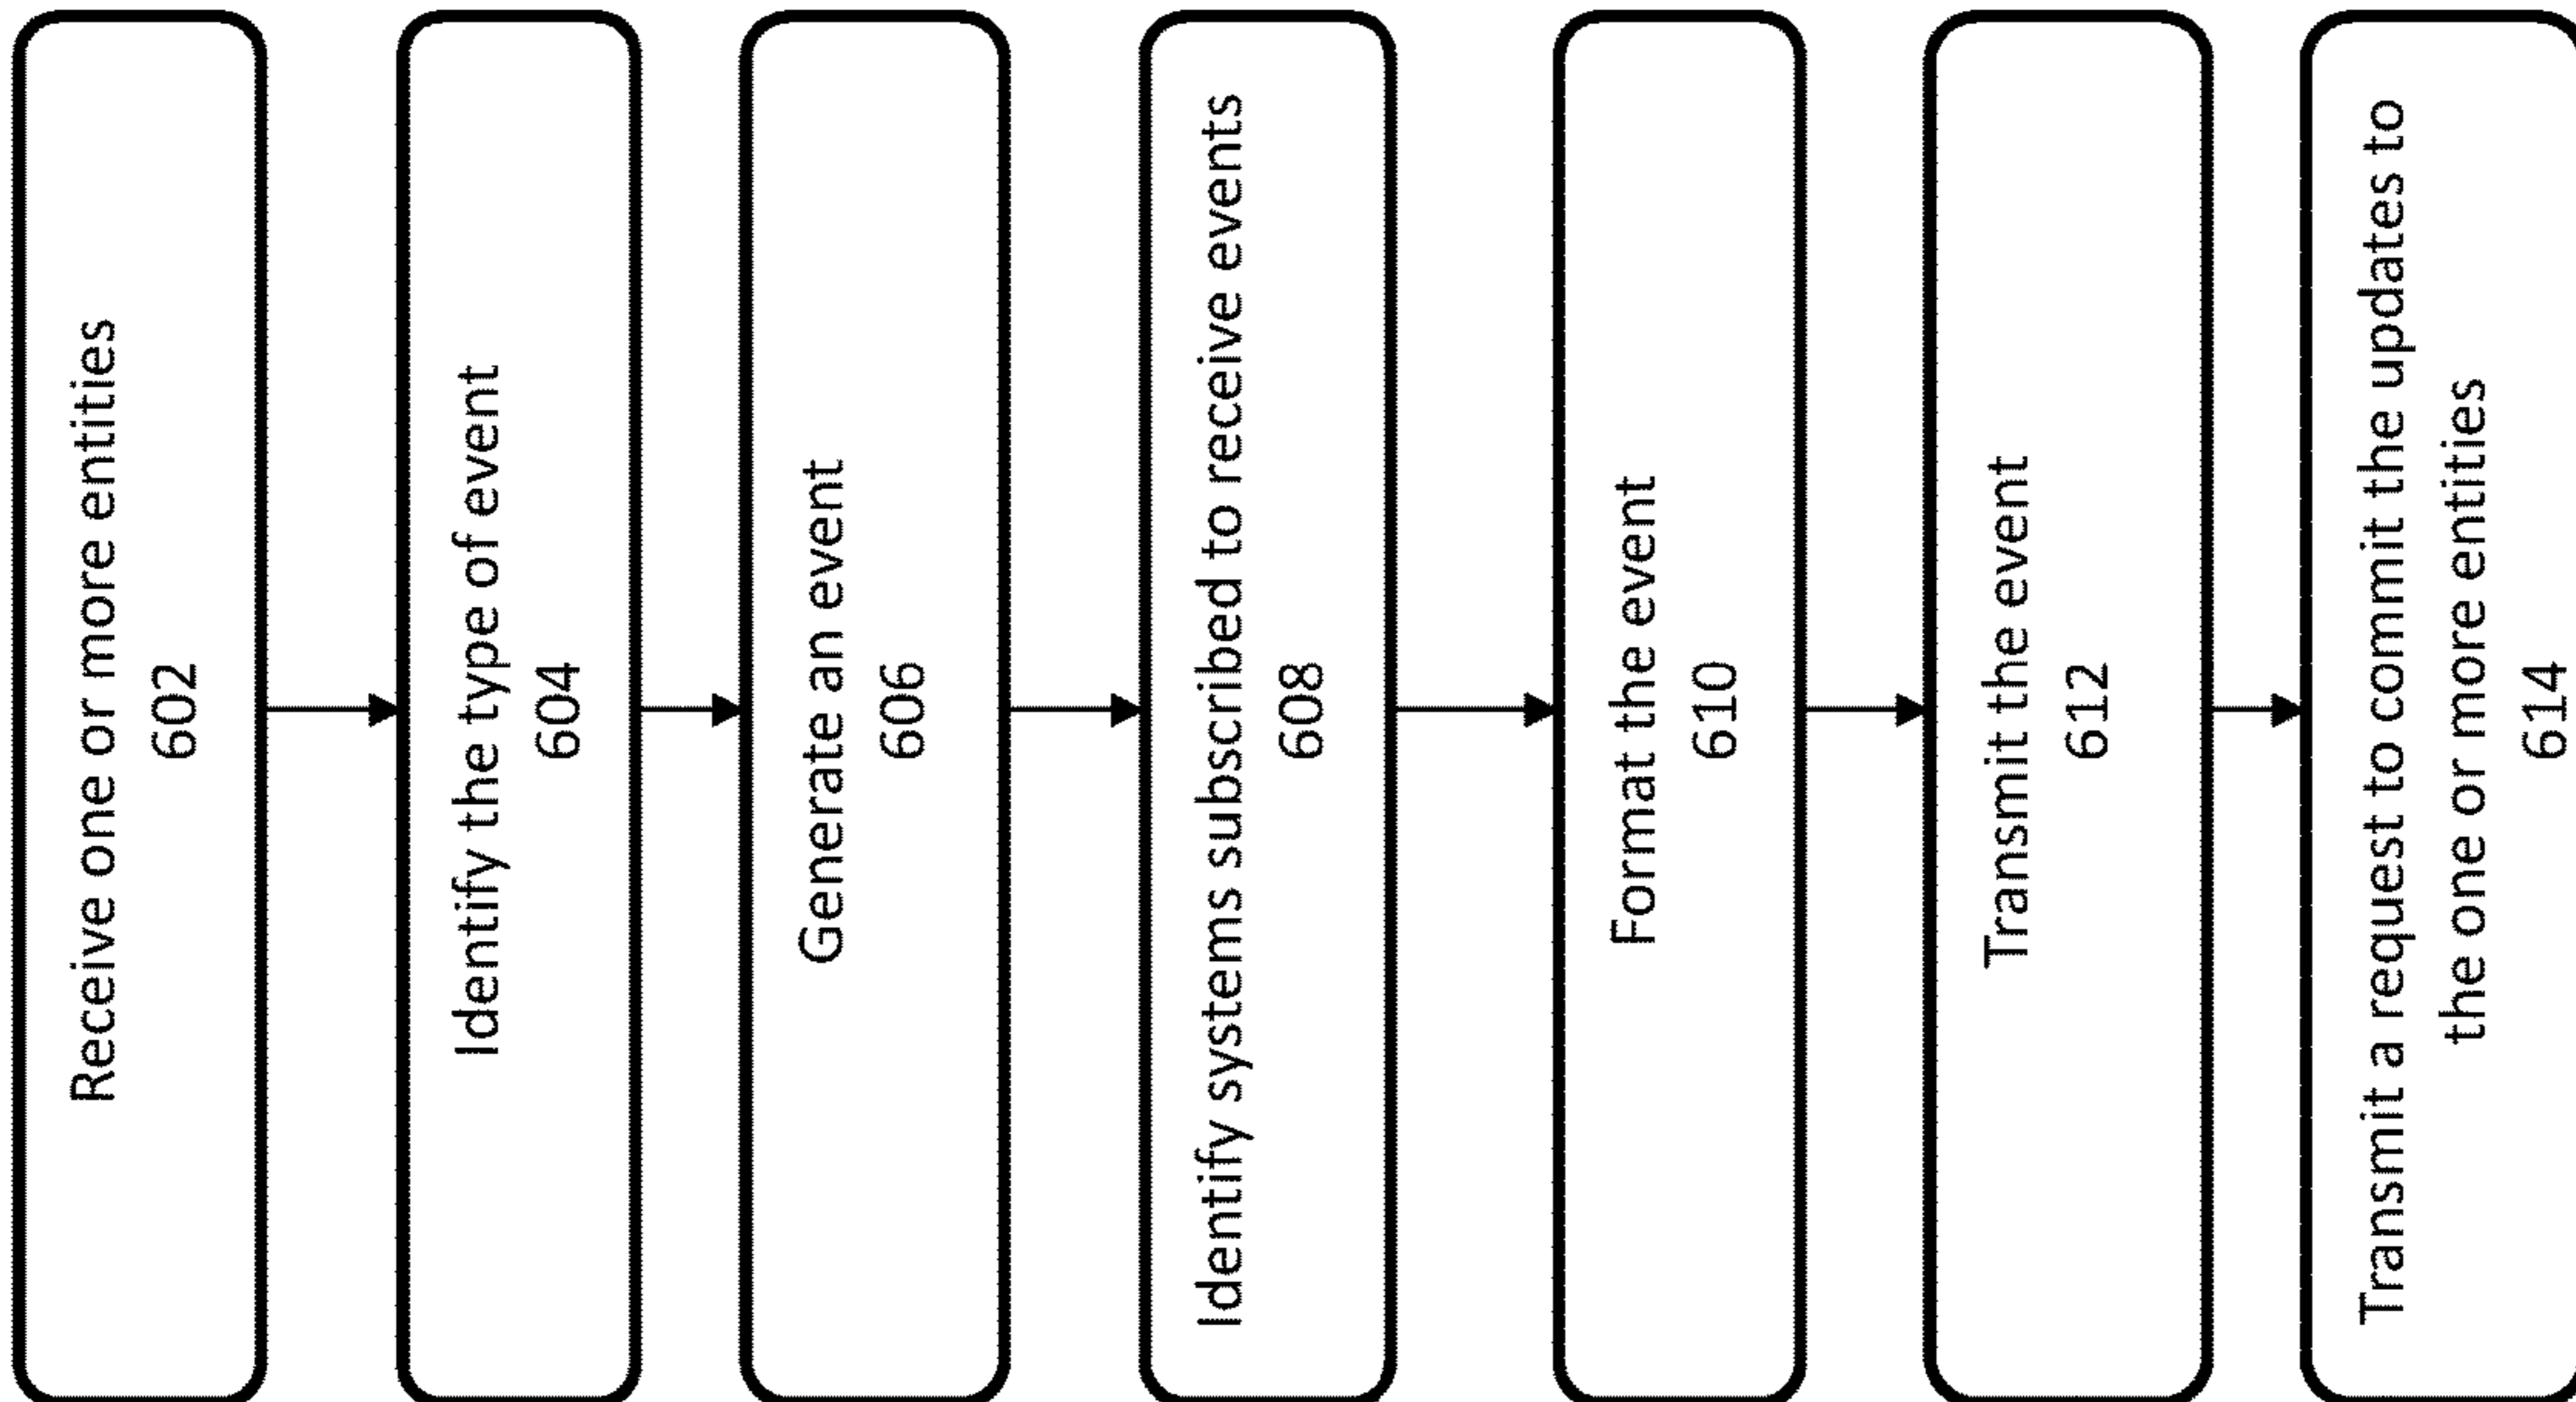 Receive one or more entities
602
Identify the type of event
604
Generate an event
606
Identify systems subscribed to receive events
608
Format the event
610
Transmit the event
612
Transmit a request to commit the updates to
the one or more entities
614